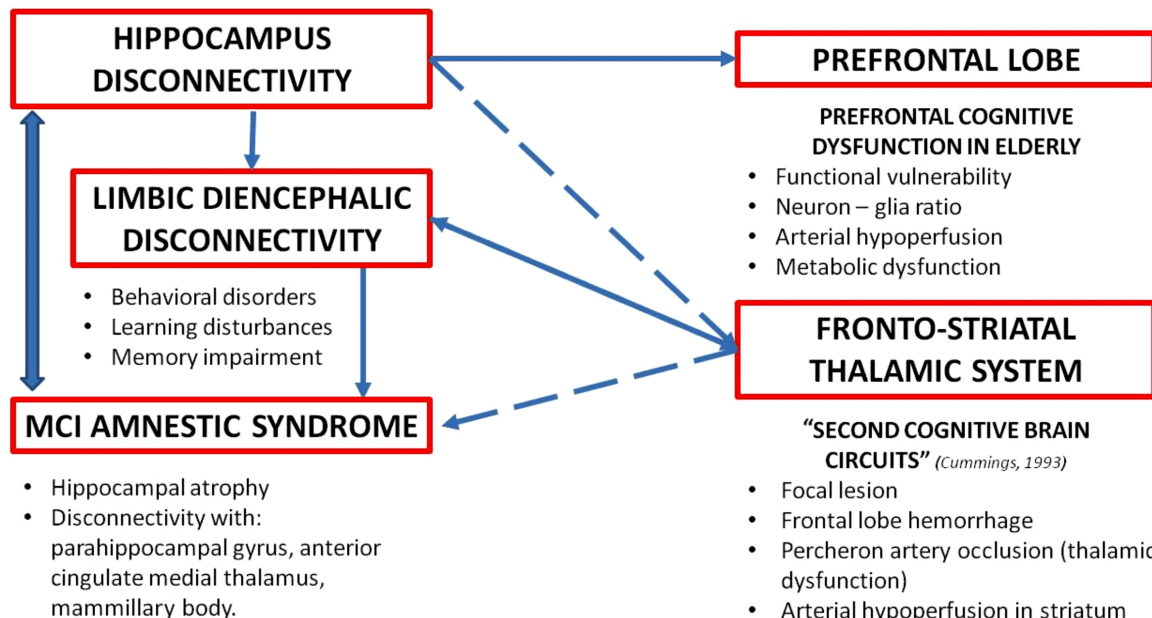 HIPPOCAMPUS
DISCONNECTIVITY
LIMBIC DIENCEPHALIC
DISCONNECTIVITY
• Behavioral disorders
• Learning disturbances
• Memory impairment
MCI AMNESTIC SYNDROME
• Hippocampal atrophy
• Disconnectivity with:
parahippocampal gyrus, anterior
cingulate medial thalamus,
mammillary body.
PREFRONTAL LOBE
PREFRONTAL COGNITIVE
DYSFUNCTION IN ELDERLY
• Functional vulnerability
• Neuron – glia ratio
• Arterial hypoperfusion
• Metabolic dysfunction
FRONTO-STRIATAL
THALAMIC SYSTEM
“SECOND COGNITIVE BRAIN
CIRCUITS” (Cummings, 1993)
• Focal lesion
• Frontal lobe hemorrhage
• Percheron artery occlusion (thalamic
dysfunction)
• Arterial hypoperfusion in striatum